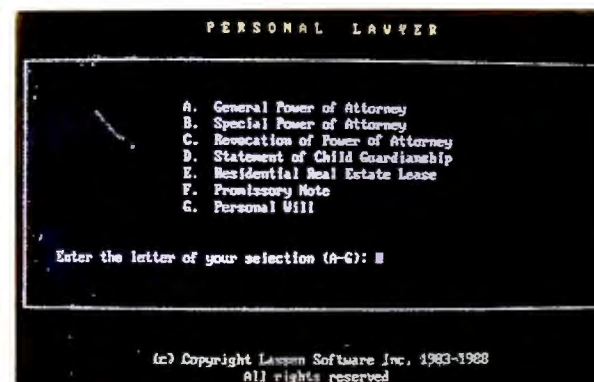 PERSONAL LAWYER
A. General Power of Attorney
B. Special Power of Attorney
C. Revocation of Power of Attorney
D. Statement of Child Guardianship
E. Residential Real Estate Lease
F. Promissory Note
G. Personal Will
Enter the letter of your selection (A-G):
(c) Copyright Lassen Software Inc, 1983-1988
All rights reserved